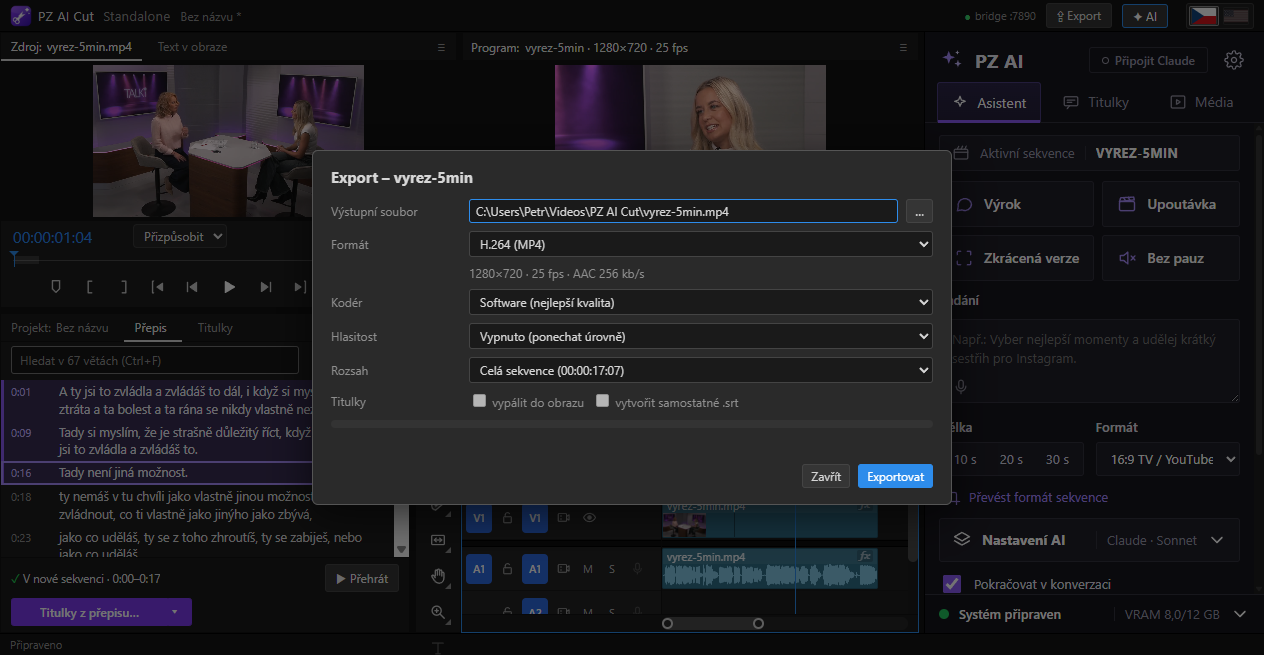 PZ AI Cut Standalone Bez názvu *
bridge :7890 Export AI
Zdroj: vyrez-5min.mp4 Text v obraze
Program: vyrez-5min · 1280×720 · 25 fps
TALK
00:00:01:04 Přizpůsobit
Projekt: Bez názvu Přepis Titulky
Hledat v 67 větách (Ctrl+F)
0:01 A ty jsi to zvládla a zvládáš to dál, i když si
ztráta a ta bolest a ta rána se nikdy vlastně
0:09 Tady si myslím, že je strašně důležitý říct, když
jsi to zvládla a zvládáš to.
0:16 Tady není jiná možnost.
0:18 ty nemáš v tu chvíli jako vlastně jinou
zvládnout, co ti vlastně jako jinýho jako zbývá,
0:23 jako co uděláš, ty se z toho zhroutíš, ty se zabiješ, nebo
jako co uděláš
✓ V nové sekvenci · 0:00–0:17 Přehrát
Titulky z přepisu...
Připraveno
Export – vyrez-5min
Výstupní soubor C:\Users\Petr\Videos\PZ AI Cut\vyrez-5min.mp4 ...
Formát H.264 (MP4)
1280×720 · 25 fps · AAC 256 kb/s
Kodér Software (nejlepší kvalita)
Hlasitost Vypnuto (ponechat úrovně)
Rozsah Celá sekvence (00:00:17:07)
Titulky vypálit do obrazu vytvořit samostatné .srt
Zavřít Exportovat
vyrez-5min.mp4 fx
V1 V1
vyrez-5min.mp4 fx
A1 A1 M S
A2 M S
PZ AI Připojit Claude
Asistent Titulky Média
Aktivní sekvence VYREZ-5MIN
Výrok Upoutávka
Zkrácená verze Bez pauz
Např.: Vyber nejlepší momenty a udělej krátký
sestřih pro Instagram.
Formát
10 s 20 s 30 s 16:9 TV / YouTube
Převést formát sekvence
Nastavení AI Claude · Sonnet
Pokračovat v konverzaci
Systém připraven VRAM 8,0/12 GB